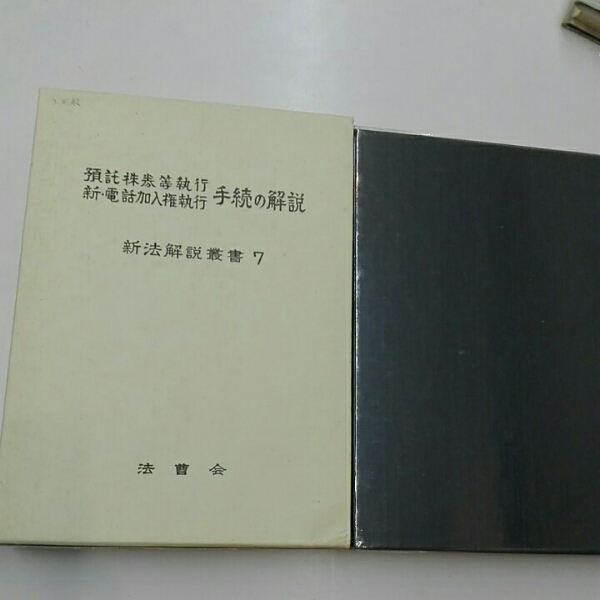 預託株券等執行
新・電話加入権執行 手続の解説
新法解説叢書 7
法曹会